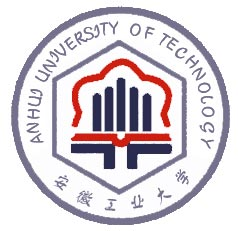 ANHUI UNIVERSITY OF TECHNOLOGY
安徽工业大学